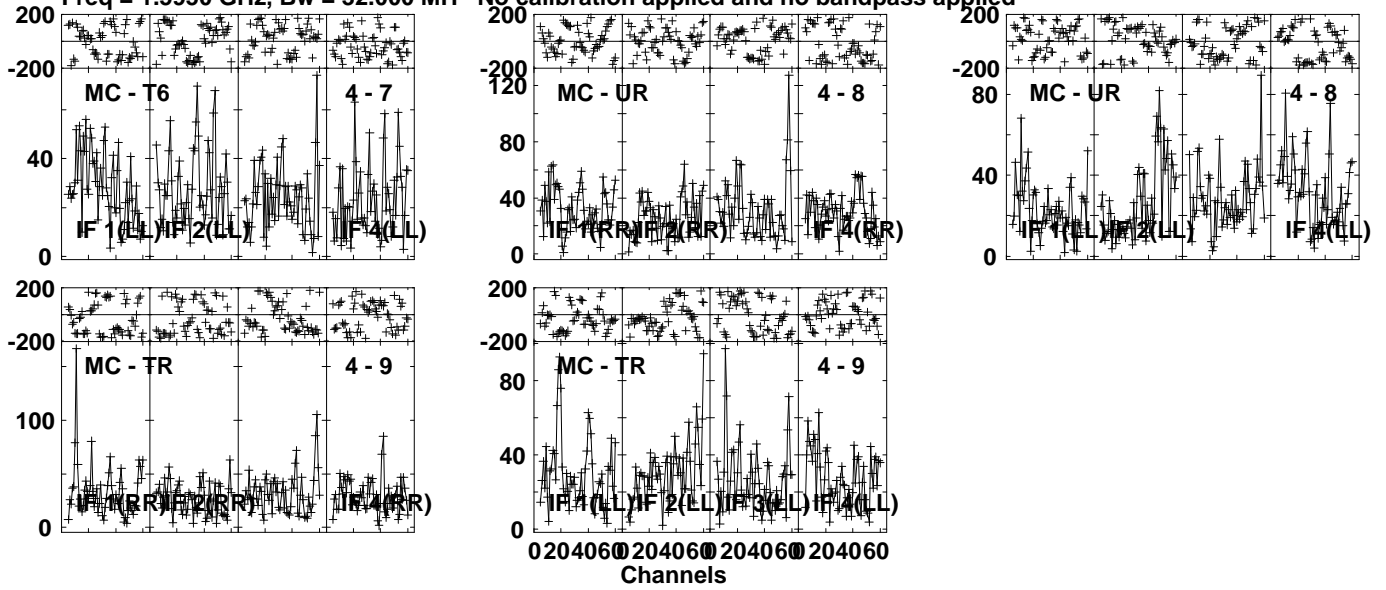 Freq = 1.5950 GHz, Bw = 32.000 MH No calibration applied and no bandpass applied
200 200 200
-200 -200 -200
MC - T6 4 - 7 120 MC - UR 4 - 8 80 MC - UR 4 - 8
80
40 40 40
IF 1(LL) IF 2(LL) IF 4(LL) IF 1(RR) IF 2(RR) IF 4(RR) IF 1(LL) IF 2(LL) IF 4(LL)
0 0 0
200 200
-200 -200
MC - TR 4 - 9 MC - TR 4 - 9
80
100
40
IF 1(RR) IF 2(RR) IF 4(RR) IF 1(LL) IF 2(LL) IF 3(LL) IF 4(LL)
0 0
0 20 40 60 0 20 40 60 0 20 40 60 0 20 40 60
Channels